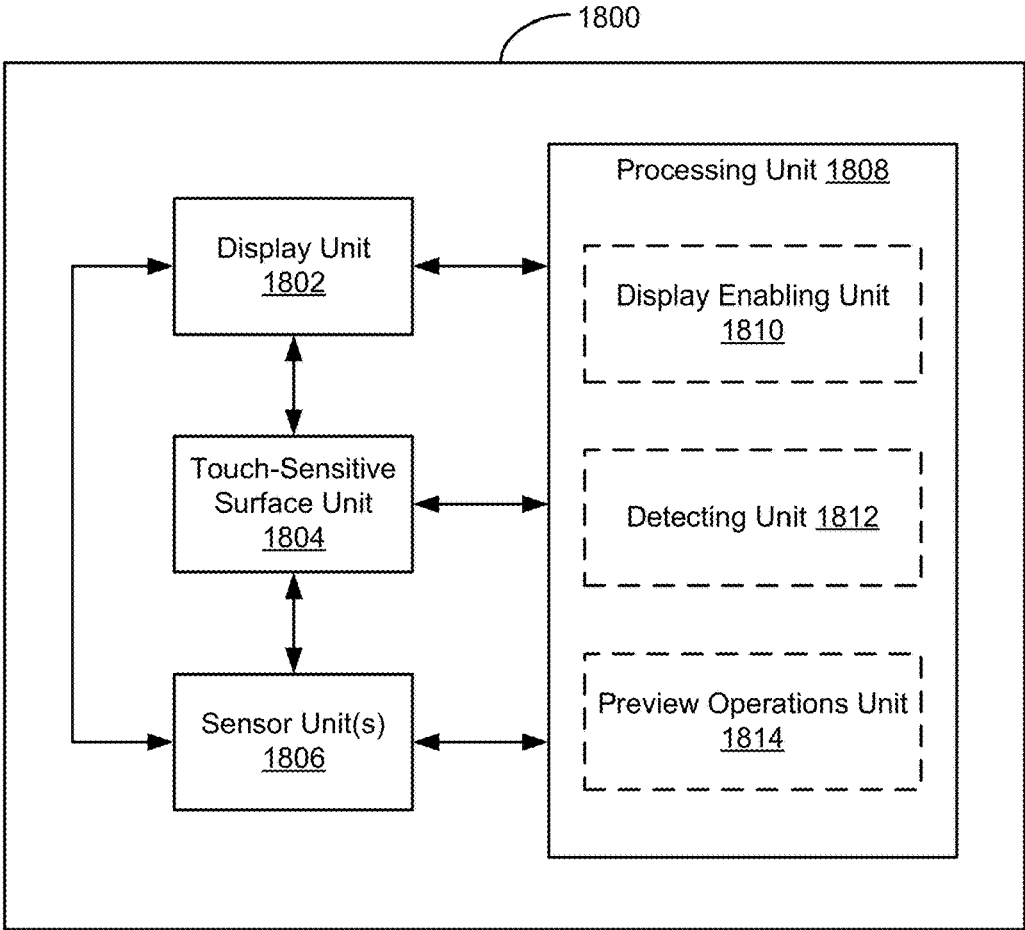 1800
Processing Unit 1808
Display Unit
1802
Display Enabling Unit
1810
Touch-Sensitive
Surface Unit
1804
Detecting Unit 1812
Sensor Unit(s)
1806
Preview Operations Unit
1814